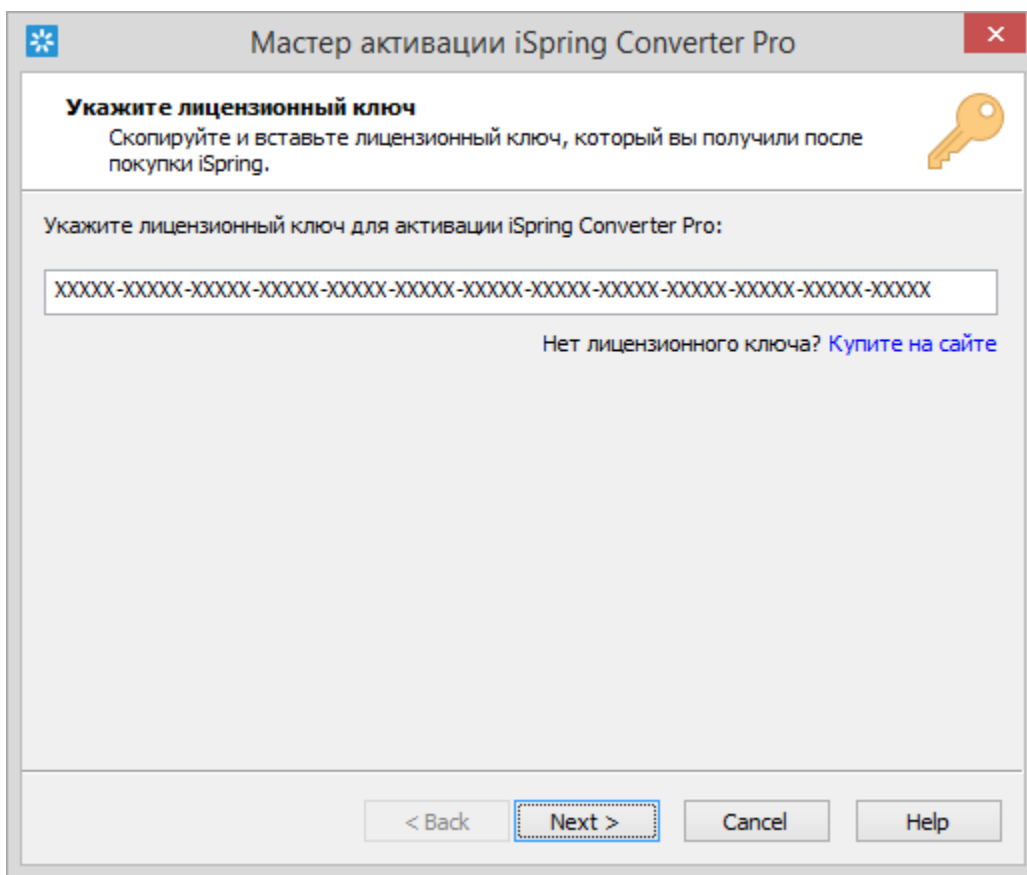 Мастер активации iSpring Converter Pro
Укажите лицензионный ключ
Скопируйте и вставьте лицензионный ключ, который вы получили после
покупки iSpring.
Укажите лицензионный ключ для активации iSpring Converter Pro:
XXXXX-XXXXX-XXXXX-XXXXX-XXXXX-XXXXX-XXXXX-XXXXX-XXXXX-XXXXX-XXXXX-XXXXX-XXXXX
Нет лицензионного ключа? Купите на сайте
< Back Next > Cancel Help